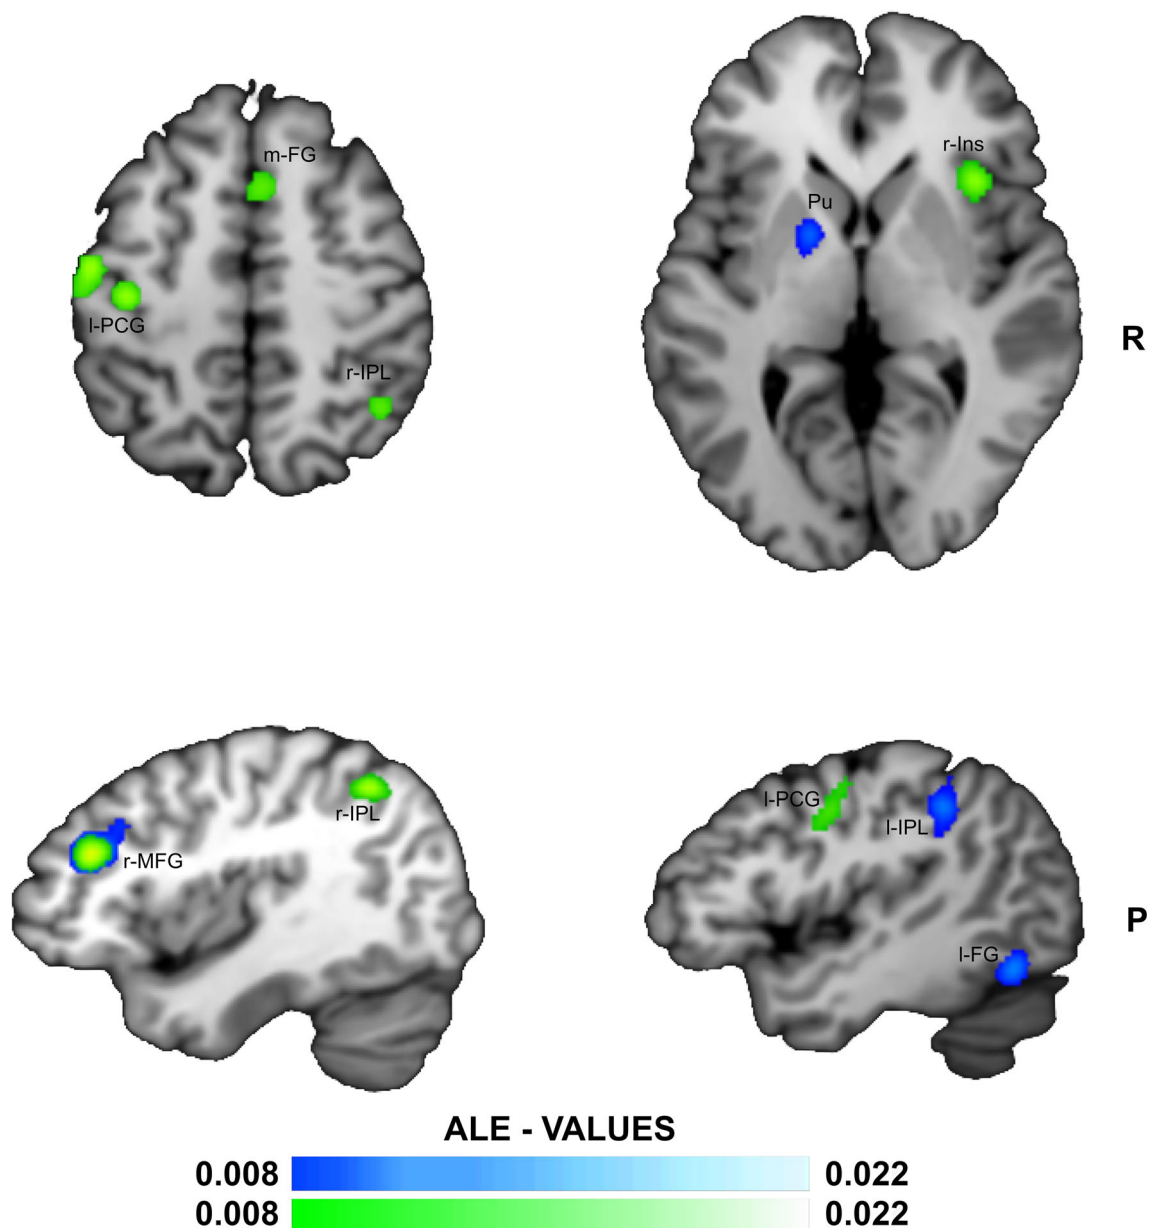 m-FG
l-PCG
r-IPL
r-Ins
Pu
R
r-IPL
r-MFG
l-PCG
l-IPL
l-FG
P
ALE - VALUES
0.008 0.022
0.008 0.022